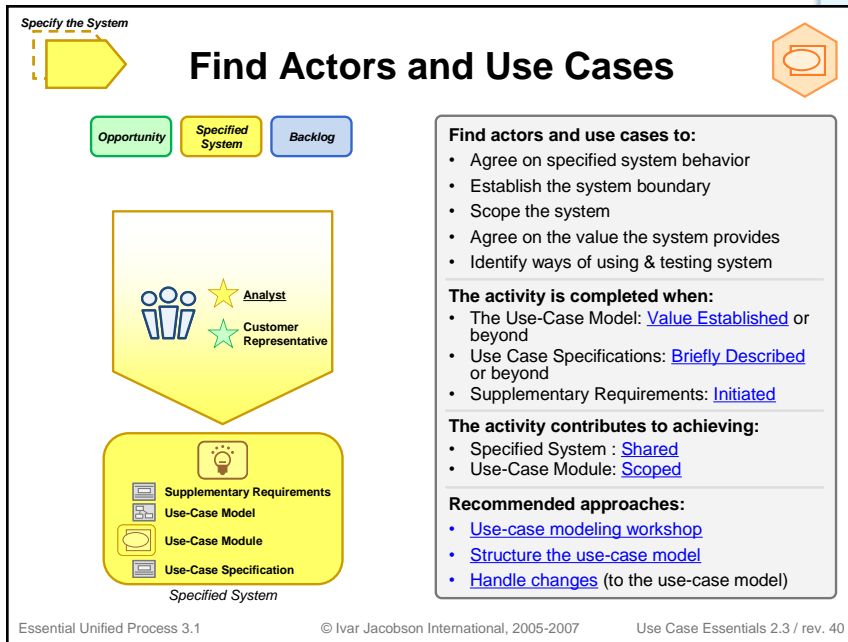 Specify the System
Find Actors and Use Cases
Opportunity
Specified
System
Backlog
Analyst
Customer
Representative
Supplementary Requirements
Use-Case Model
Use-Case Module
Use-Case Specification
Specified System
Find actors and use cases to:
• Agree on specified system behavior
• Establish the system boundary
• Scope the system
• Agree on the value the system provides
• Identify ways of using & testing system
The activity is completed when:
• The Use-Case Model: Value Established or
beyond
• Use Case Specifications: Briefly Described
or beyond
• Supplementary Requirements: Initiated
The activity contributes to achieving:
• Specified System : Shared
• Use-Case Module: Scoped
Recommended approaches:
• Use-case modeling workshop
• Structure the use-case model
• Handle changes (to the use-case model)
Essential Unified Process 3.1
© Ivar Jacobson International, 2005-2007
Use Case Essentials 2.3 / rev. 40